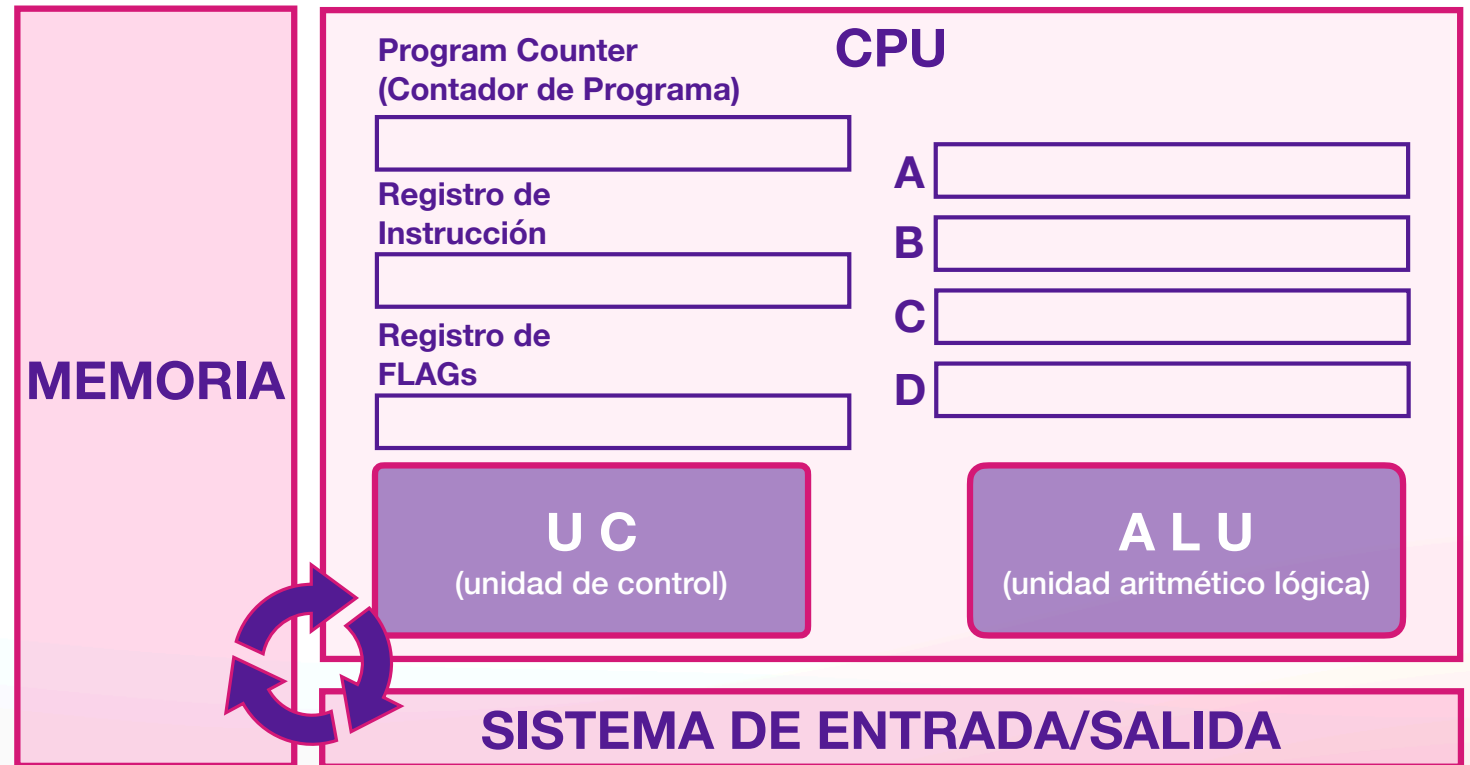 MEMORIA
CPU
Program Counter
(Contador de Programa)
Registro de
Instrucción
Registro de
FLAGs
A
B
C
D
U C
(unidad de control)
A L U
(unidad aritmético lógica)
SISTEMA DE ENTRADA/SALIDA